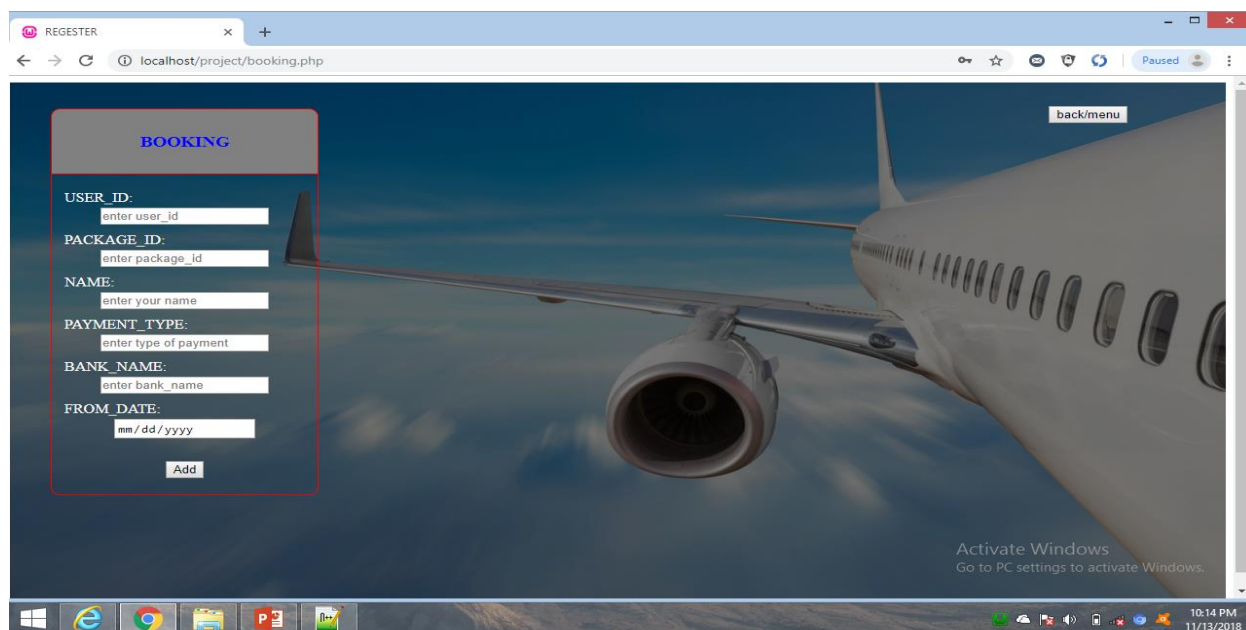 REGESTER
localhost/project/booking.php
Paused
back/menu
BOOKING
USER_ID:
enter user_id
PACKAGE_ID:
enter package_id
NAME:
enter your name
PAYMENT_TYPE:
enter type of payment
BANK_NAME:
enter bank_name
FROM_DATE:
mm/dd/yyyy
Add
Activate Windows
Go to PC settings to activate Windows.
10:14 PM
11/13/2018